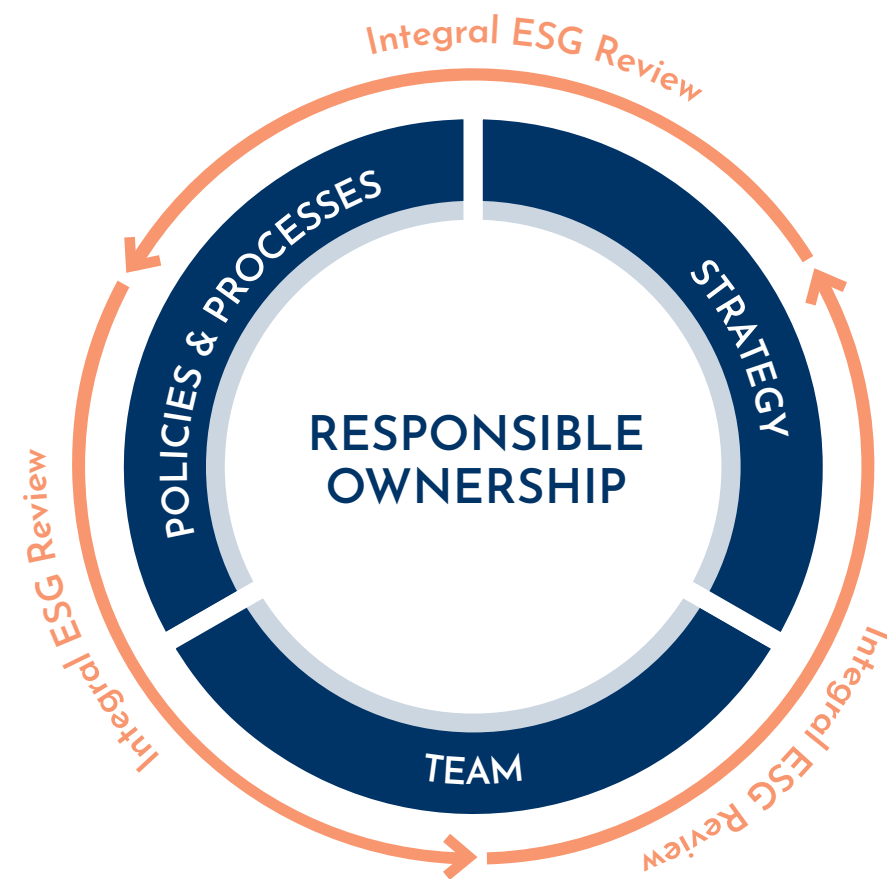 Integral ESG Review
POLICIES & PROCESSES
STRATEGY
RESPONSIBLE
OWNERSHIP
TEAM
Integral ESG Review
Integral ESG Review